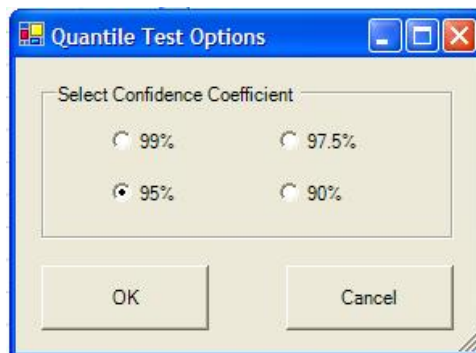 Quantile Test Options
Select Confidence Coefficient
99% 97.5%
95% 90%
OK Cancel